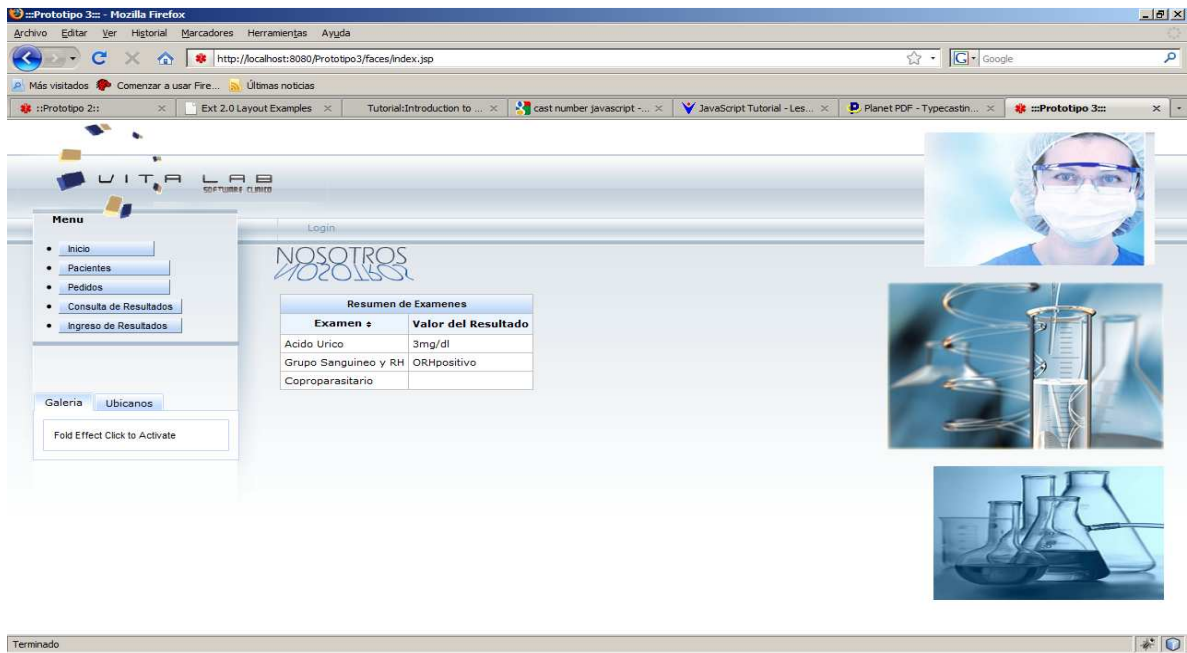 :::Prototipo 3::: - Mozilla Firefox
Archivo Editar Ver Historial Marcadores Herramientas Ayuda
http://localhost:8080/Prototipo3/faces/index.jsp
Google
Más visitados Comenzar a usar Fire... Últimas noticias
::Prototipo 2:: Ext 2.0 Layout Examples Tutorial:Introduction to ... cast number javascript -... JavaScript Tutorial - Les... Planet PDF - Typecastin... :::Prototipo 3:::
VITA LAB
SOFTWARE CLINICO
Menu
Login
Inicio
Pacientes
Pedidos
Consulta de Resultados
Ingreso de Resultados
NOSOTROS
Resumen de Examenes
Examen Valor del Resultado
Acido Urico 3mg/dl
Grupo Sanguineo y RH ORHpositivo
Coproparasitario
Galeria Ubicanos
Fold Effect Click to Activate
Terminado